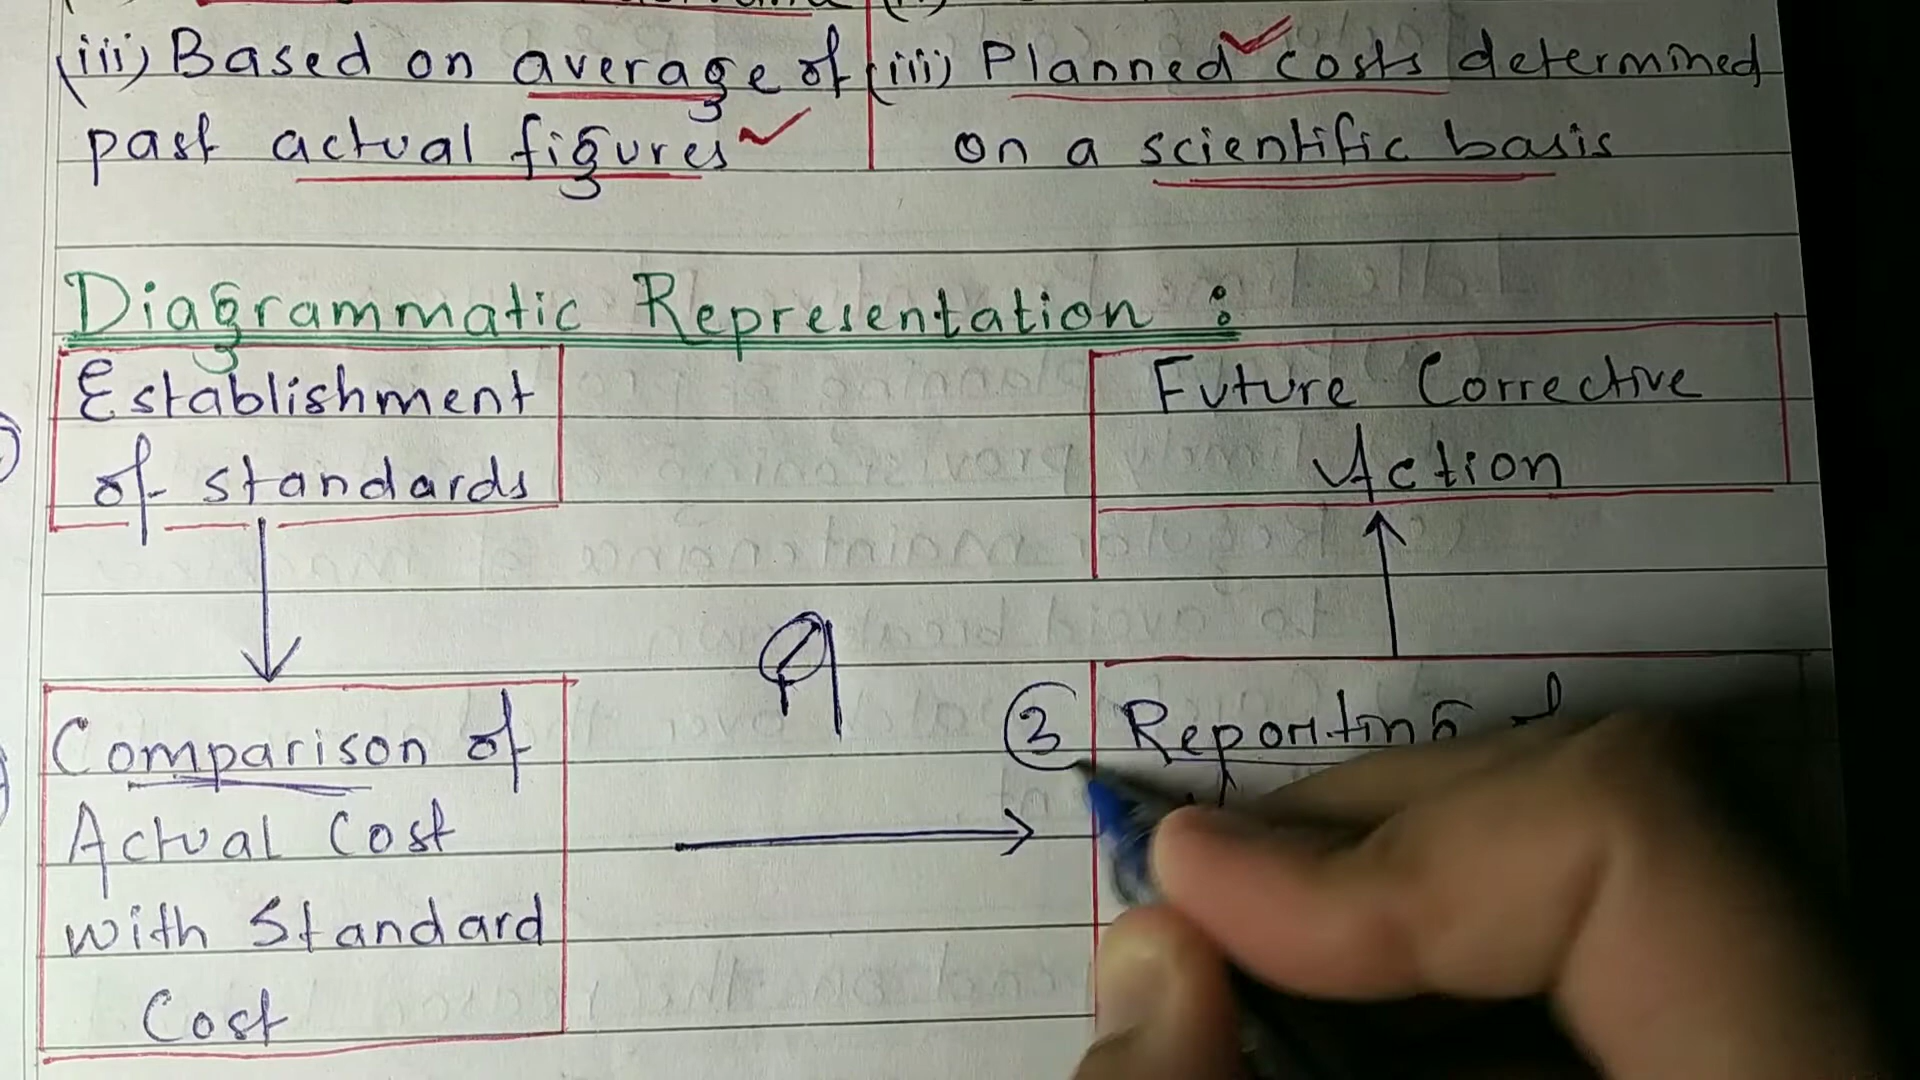 (iii) Based on average of
past actual figures
(iii) Planned costs determined
on a scientific basis
Diagrammatic Representation :
Establishment
of standards
Future Corrective
Action
Comparison of
Actual Cost
with Standard
Cost
3
Reporting of